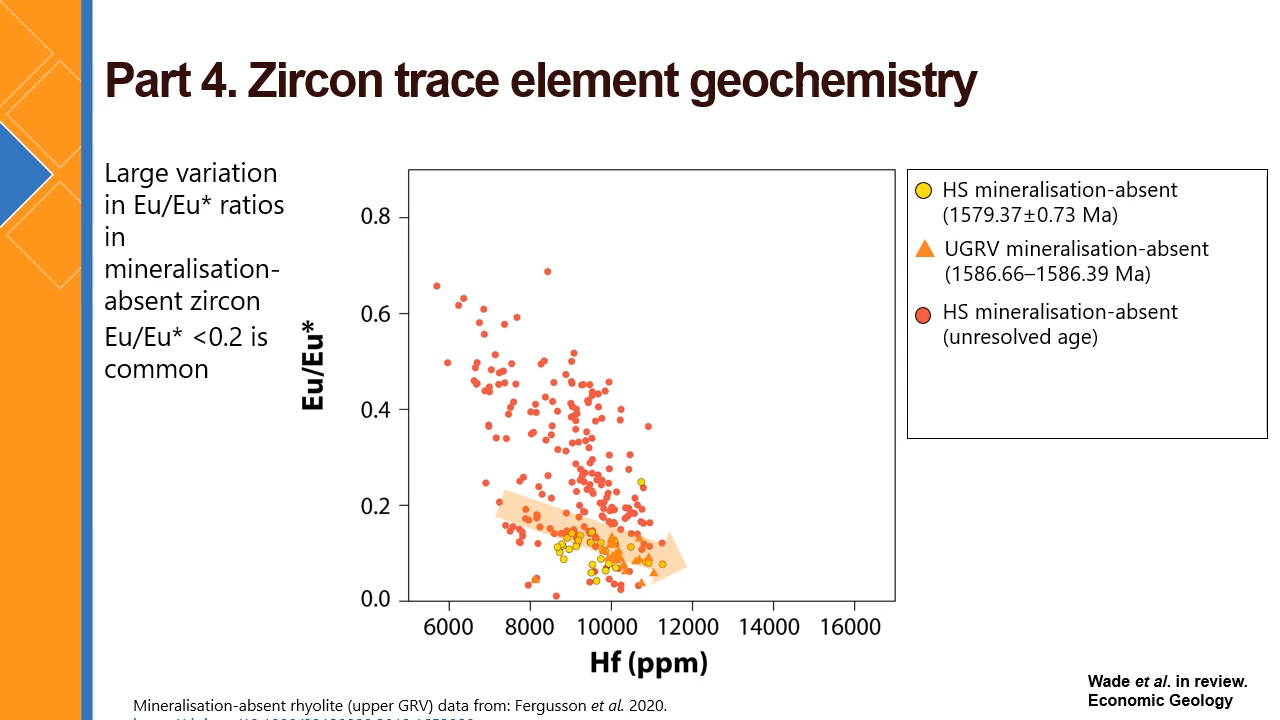 Part 4. Zircon trace element geochemistry
Large variation
in Eu/Eu* ratios
in
mineralisation-
absent zircon
Eu/Eu* <0.2 is
common
Eu/Eu*
0.8
0.6
0.4
0.2
0.0
6000 8000 10000 12000 14000 16000
Hf (ppm)
HS mineralisation-absent
(1579.37±0.73 Ma)
UGRV mineralisation-absent
(1586.66–1586.39 Ma)
HS mineralisation-absent
(unresolved age)
Wade et al. in review.
Economic Geology
Mineralisation-absent rhyolite (upper GRV) data from: Fergusson et al. 2020.